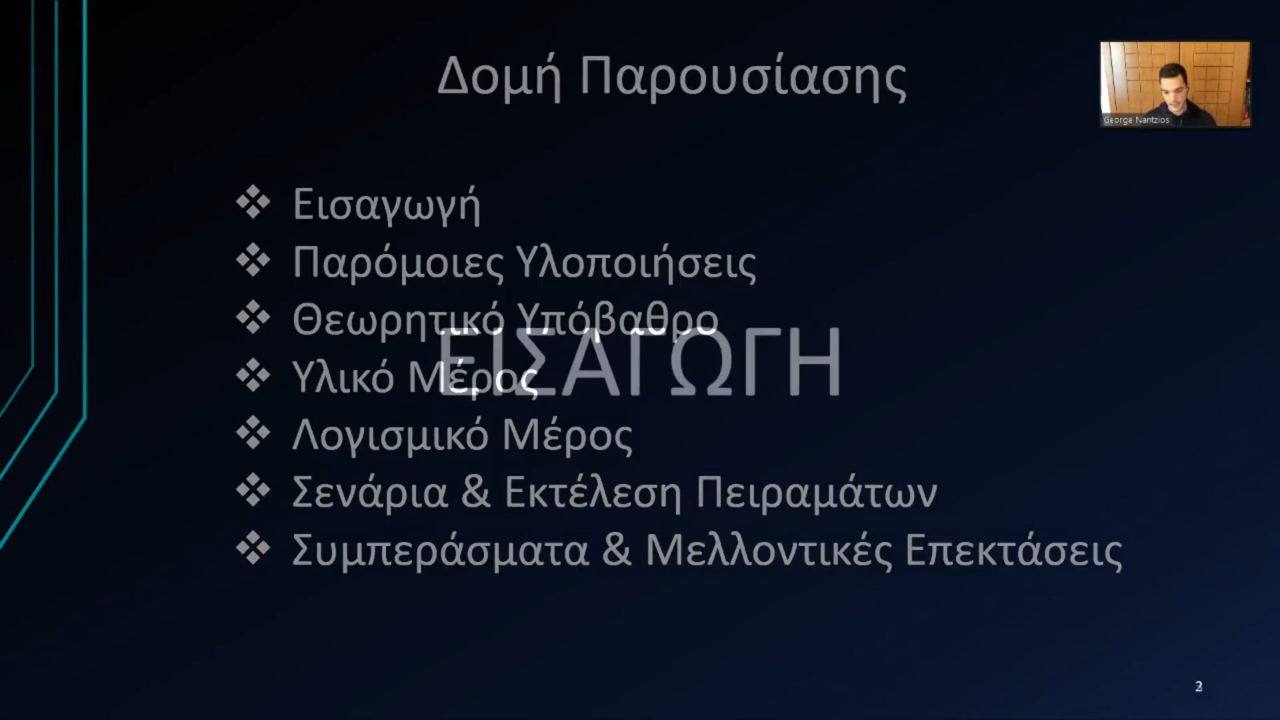 Δομή Παρουσίασης
George Nantzios
❖ Εισαγωγή
❖ Παρόμοιες Υλοποιήσεις
❖ Θεωρητικό Υπόβαθρο
ΕΙΣΑΓΩΓΗ
❖ Υλικό Μέρος
❖ Λογισμικό Μέρος
❖ Σενάρια & Εκτέλεση Πειραμάτων
❖ Συμπεράσματα & Μελλοντικές Επεκτάσεις